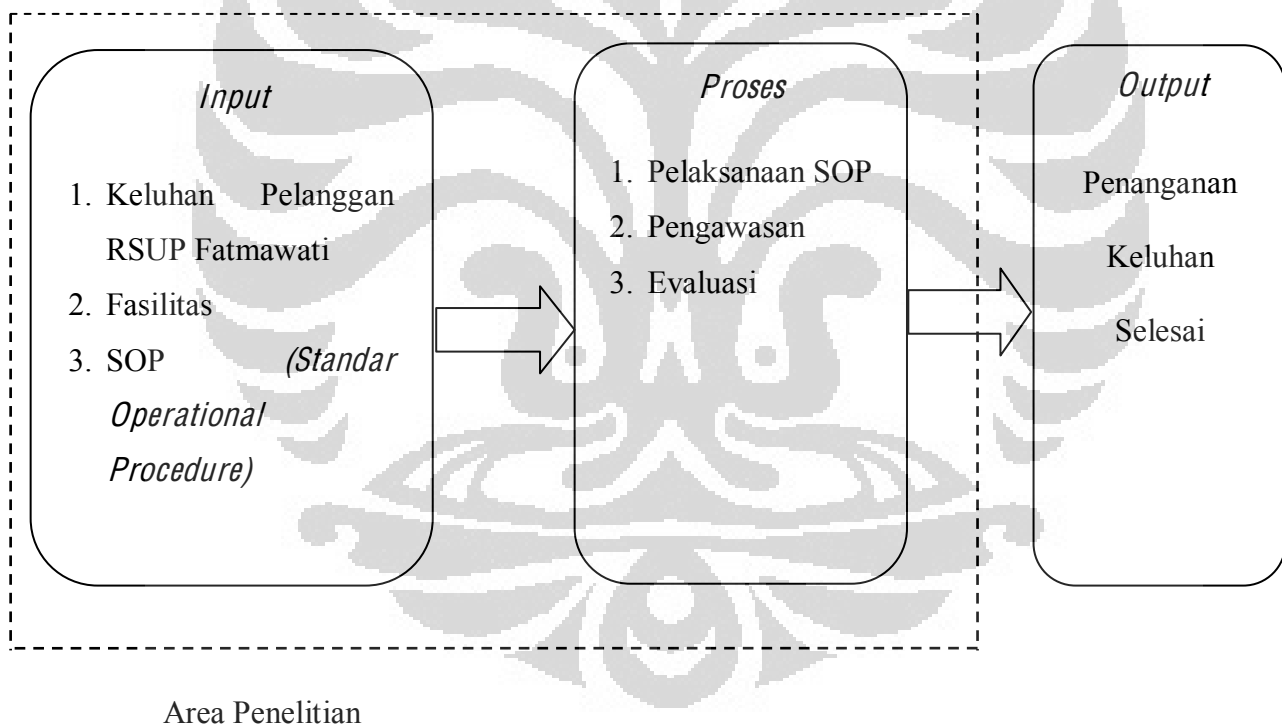 Input
1. Keluhan Pelanggan
RSUP Fatmawati
2. Fasilitas
3. SOP (Standar
Operational
Procedure)
Proses
1. Pelaksanaan SOP
2. Pengawasan
3. Evaluasi
Output
Penanganan
Keluhan
Selesai
Area Penelitian